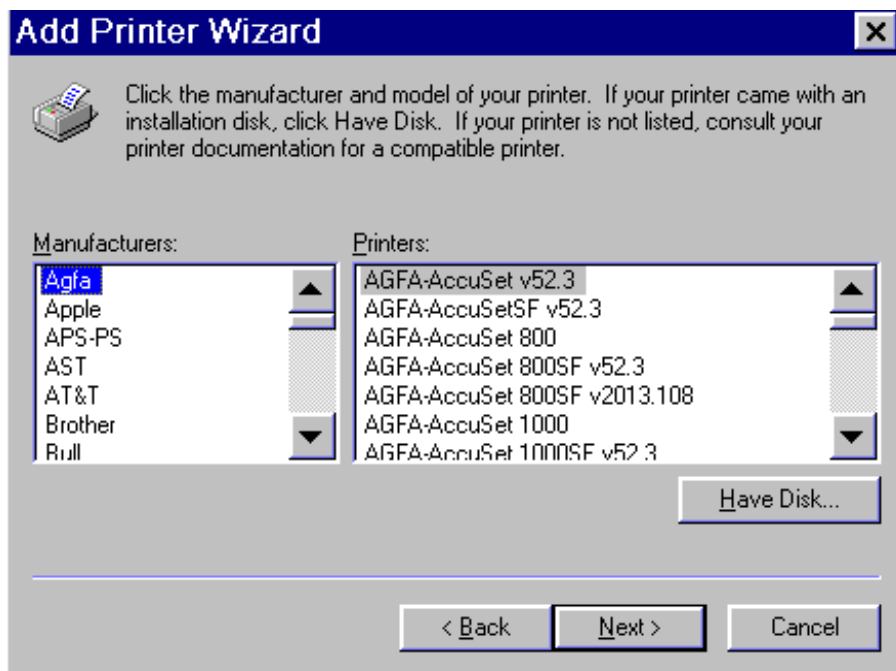 Add Printer Wizard
Click the manufacturer and model of your printer. If your printer came with an
installation disk, click Have Disk. If your printer is not listed, consult your
printer documentation for a compatible printer.
Manufacturers:
Agfa
Apple
APS-PS
AST
AT&T
Brother
Bull
Printers:
AGFA-AccuSet v52.3
AGFA-AccuSetSF v52.3
AGFA-AccuSet 800
AGFA-AccuSet 800SF v52.3
AGFA-AccuSet 800SF v2013.108
AGFA-AccuSet 1000
AGFA-AccuSet 1000SF v52.3
Have Disk...
< Back
Next >
Cancel